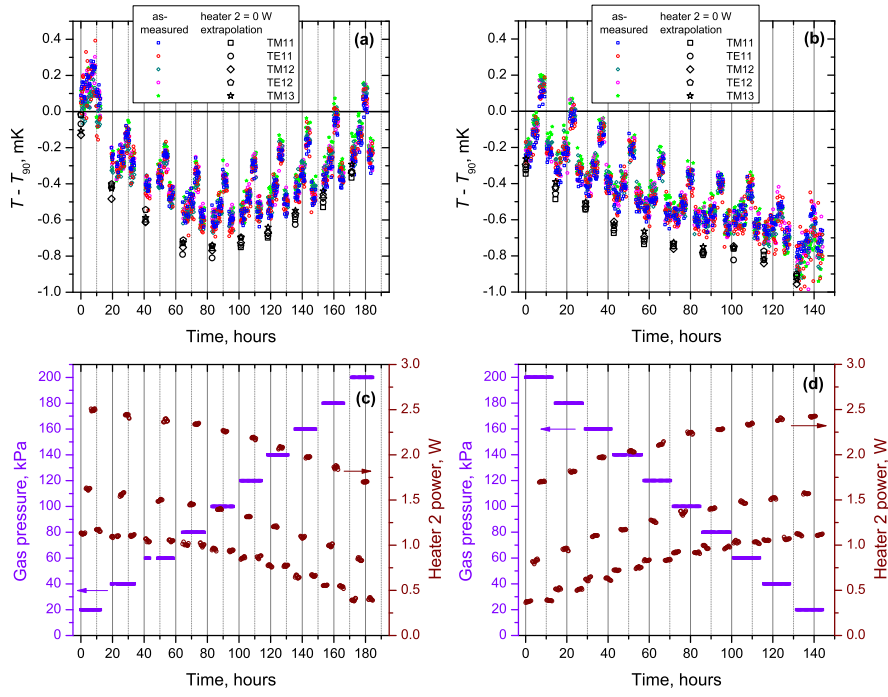 as-
measured
heater 2 = 0 W
extrapolation
TM11
TE11
TM12
TE12
TM13
(a)
0.4
0.2
0.0
-0.2
-0.4
-0.6
-0.8
-1.0
T - T90, mK
0 20 40 60 80 100 120 140 160 180
Time, hours
as-
measured
heater 2 = 0 W
extrapolation
TM11
TE11
TM12
TE12
TM13
(b)
0.4
0.2
0.0
-0.2
-0.4
-0.6
-0.8
-1.0
T - T90, mK
0 20 40 60 80 100 120 140
Time, hours
(c)
200
180
160
140
120
100
80
60
40
20
0
Gas pressure, kPa
3.0
2.5
2.0
1.5
1.0
0.5
0.0
Heater 2 power, W
0 20 40 60 80 100 120 140 160 180
Time, hours
(d)
200
180
160
140
120
100
80
60
40
20
0
Gas pressure, kPa
3.0
2.5
2.0
1.5
1.0
0.5
0.0
Heater 2 power, W
0 20 40 60 80 100 120 140
Time, hours